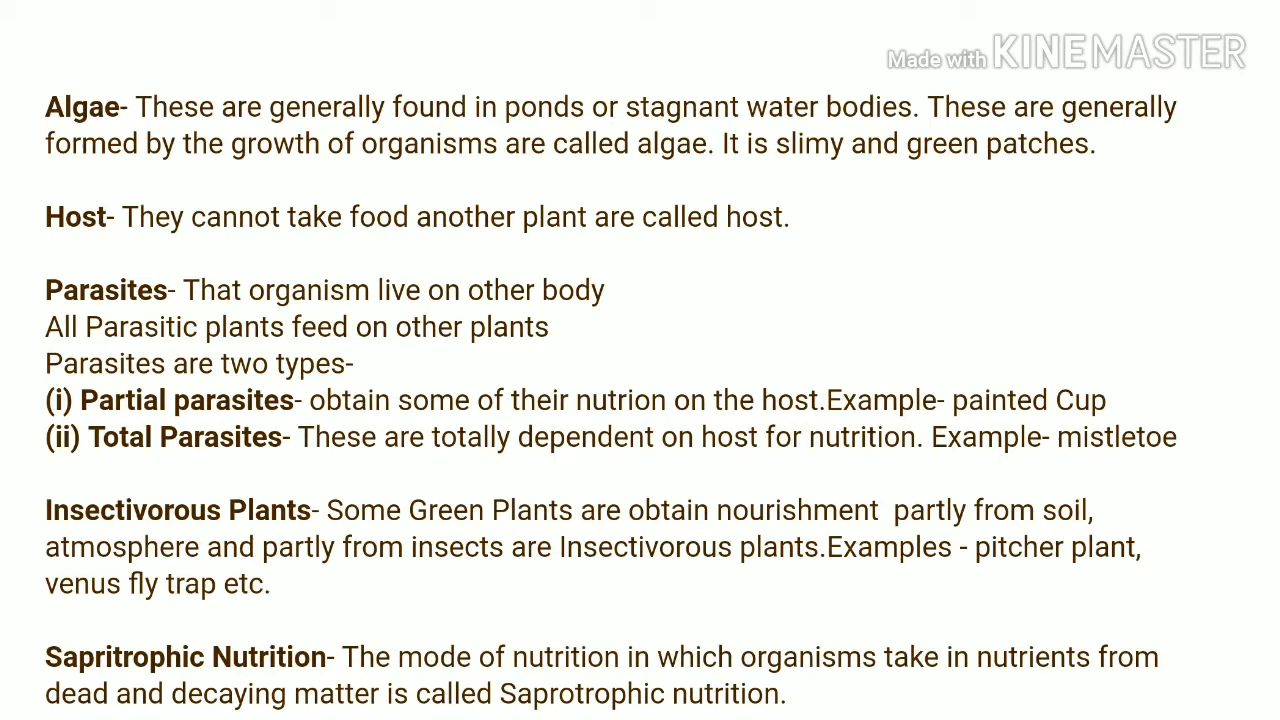 Made with KINEMASTER
Algae- These are generally found in ponds or stagnant water bodies. These are generally
formed by the growth of organisms are called algae. It is slimy and green patches.
Host- They cannot take food another plant are called host.
Parasites- That organism live on other body
All Parasitic plants feed on other plants
Parasites are two types-
(i) Partial parasites- obtain some of their nutrion on the host.Example- painted Cup
(ii) Total Parasites- These are totally dependent on host for nutrition. Example- mistletoe
Insectivorous Plants- Some Green Plants are obtain nourishment  partly from soil,
atmosphere and partly from insects are Insectivorous plants.Examples - pitcher plant,
venus fly trap etc.
Sapritrophic Nutrition- The mode of nutrition in which organisms take in nutrients from
dead and decaying matter is called Saprotrophic nutrition.